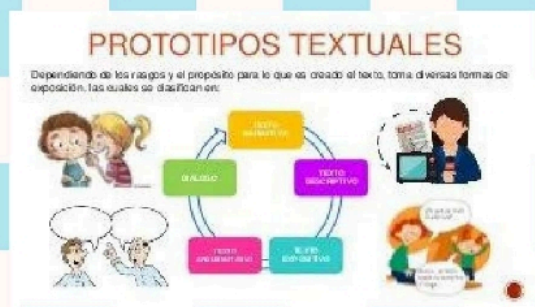 PROTOTIPOS TEXTUALES
Dependiendo de los rasgos y el propósito para lo que es creado el texto, toma diversas formas de
exposición, las cuales se clasifican en:
TEXTO
NARRATIVO
TEXTO
DESCRIPTIVO
TEXTO
EXPOSITIVO
TEXTO
ARGUMENTATIVO
DIALOGO